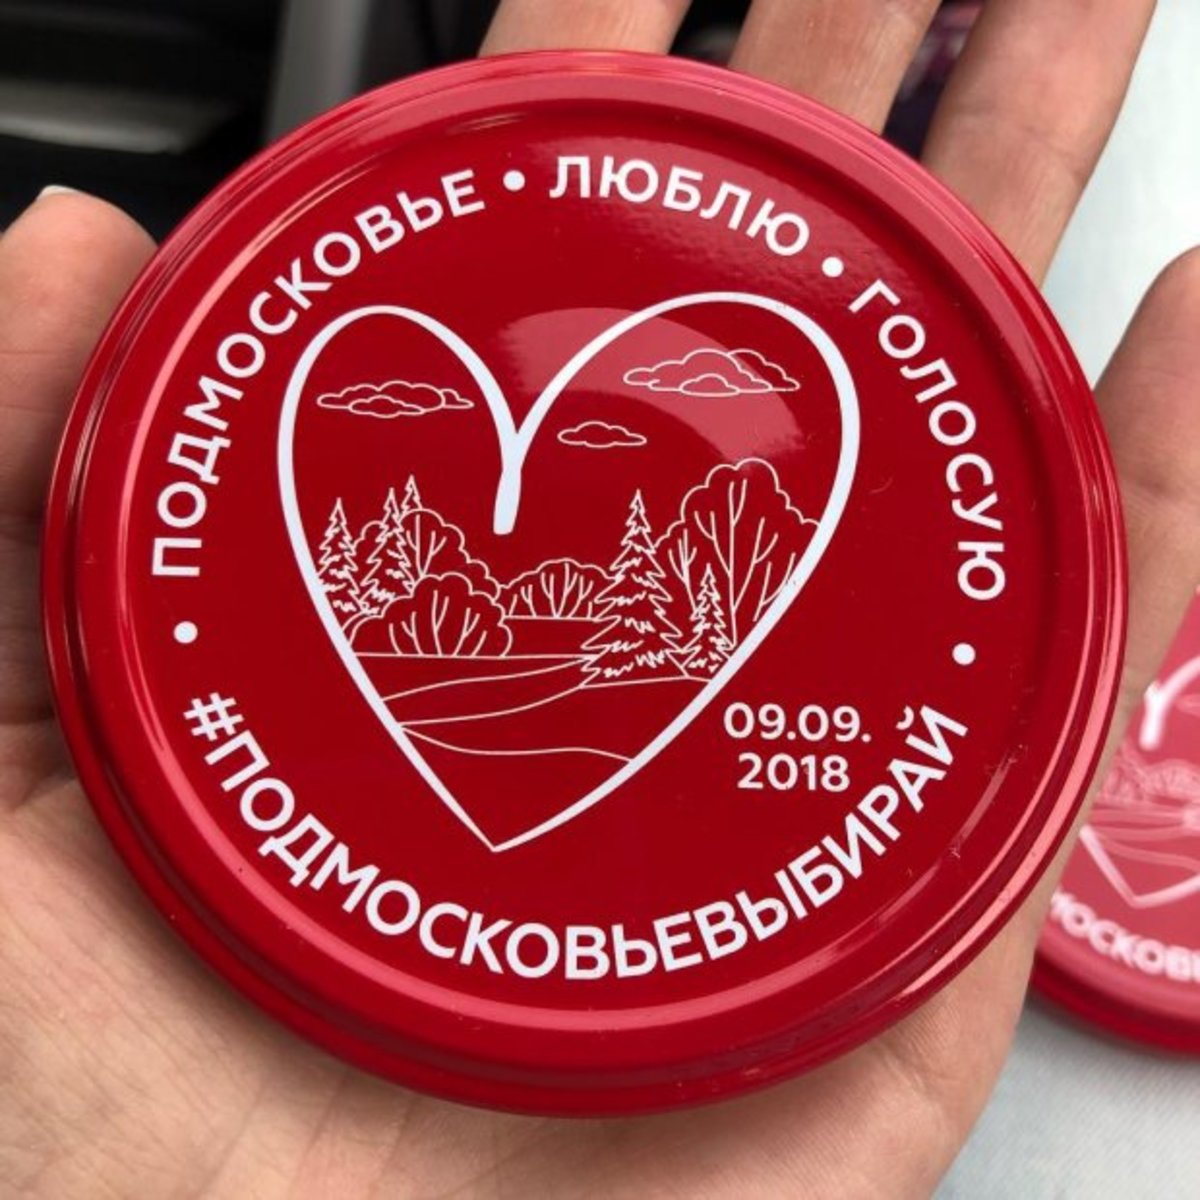 ПОДМОСКОВЬЕ • ЛЮБЛЮ • ГОЛОСУЮ
09.09.
2018
#ПОДМОСКОВЬЕВЫБИРАЙ